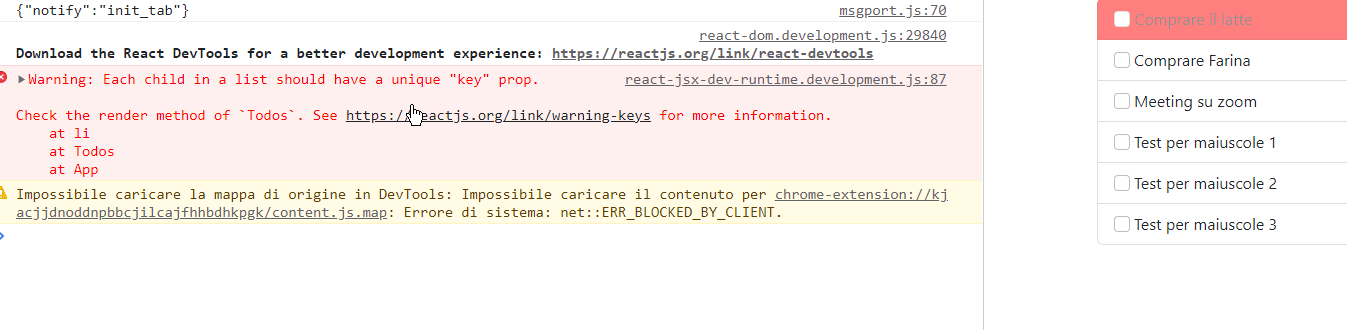 {"notify":"init_tab"} msgport.js:70
react-dom.development.js:29840
Download the React DevTools for a better development experience: https://reactjs.org/link/react-devtools
Warning: Each child in a list should have a unique "key" prop. react-jsx-dev-runtime.development.js:87
Check the render method of `Todos`. See https://reactjs.org/link/warning-keys for more information.
at li
at Todos
at App
Impossibile caricare la mappa di origine in DevTools: Impossibile caricare il contenuto per chrome-extension://kj
acjjdnoddnpbbcjilcajfhhbdhkpgk/content.js.map: Errore di sistema: net::ERR_BLOCKED_BY_CLIENT.
Comprare il latte
Comprare Farina
Meeting su zoom
Test per maiuscole 1
Test per maiuscole 2
Test per maiuscole 3